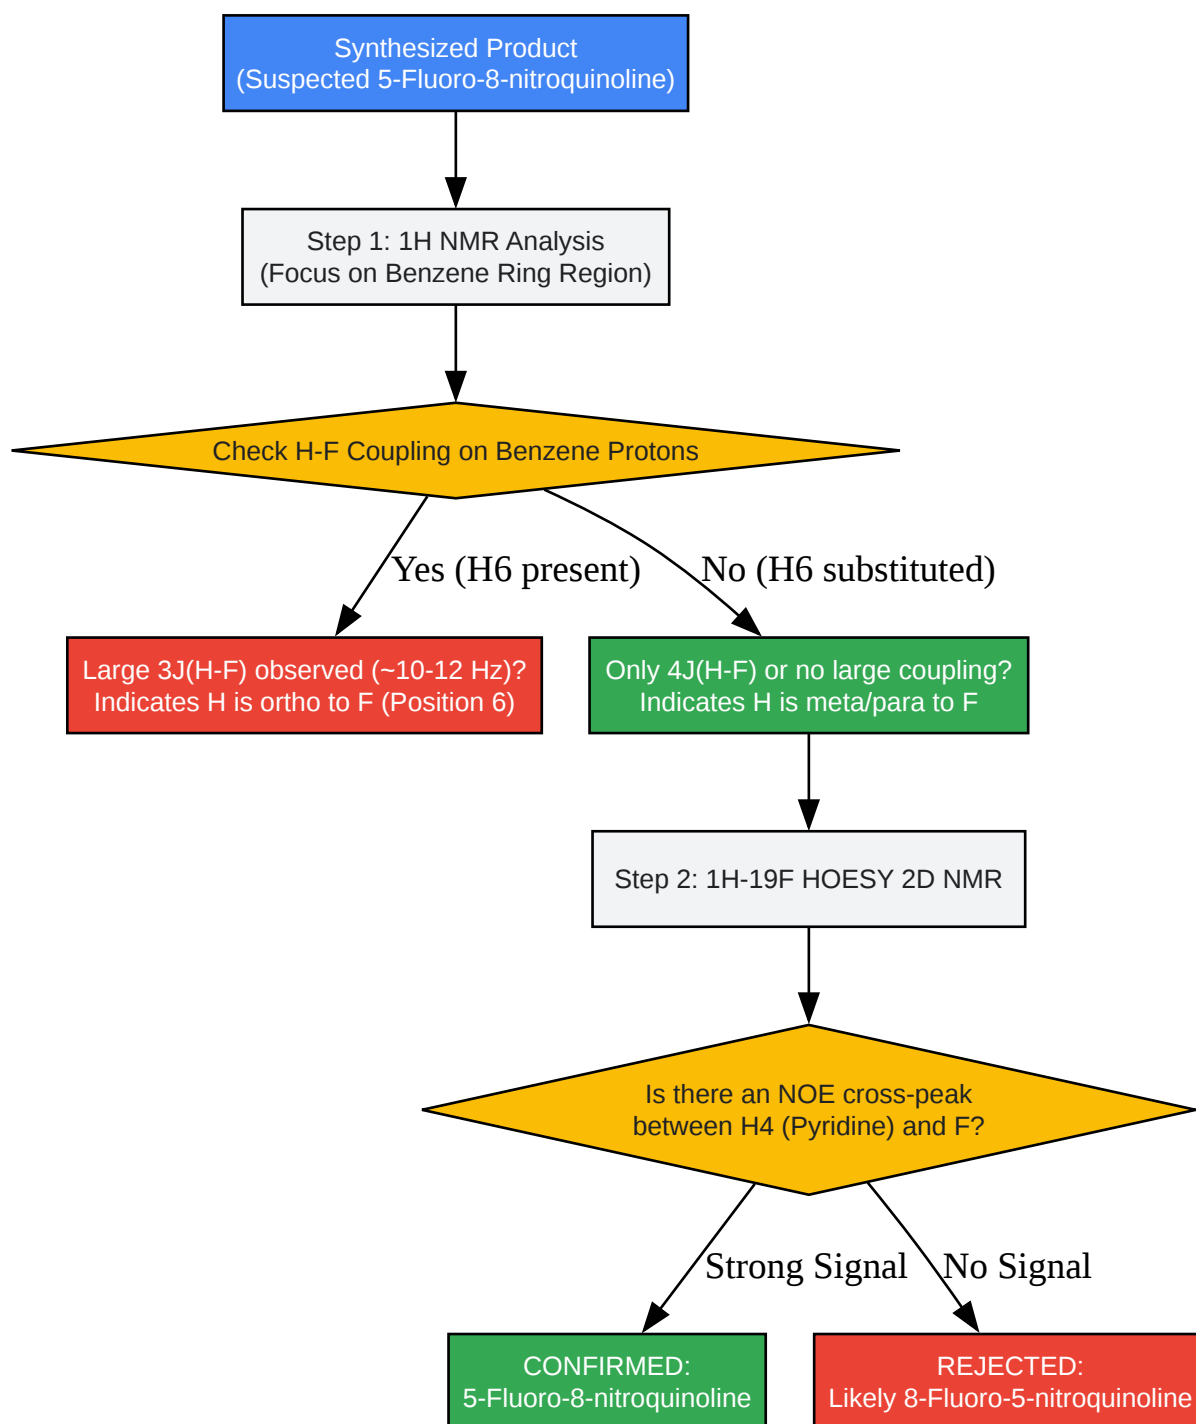 Synthesized Product
(Suspected 5-Fluoro-8-nitroquinoline)
Step 1: 1H NMR Analysis
(Focus on Benzene Ring Region)
Check H-F Coupling on Benzene Protons
Yes (H6 present)
No (H6 substituted)
Large 3J(H-F) observed (~10-12 Hz)?
Indicates H is ortho to F (Position 6)
Only 4J(H-F) or no large coupling?
Indicates H is meta/para to F
Step 2: 1H-19F HOESY 2D NMR
Is there an NOE cross-peak
between H4 (Pyridine) and F?
Strong Signal
No Signal
CONFIRMED:
5-Fluoro-8-nitroquinoline
REJECTED:
Likely 8-Fluoro-5-nitroquinoline